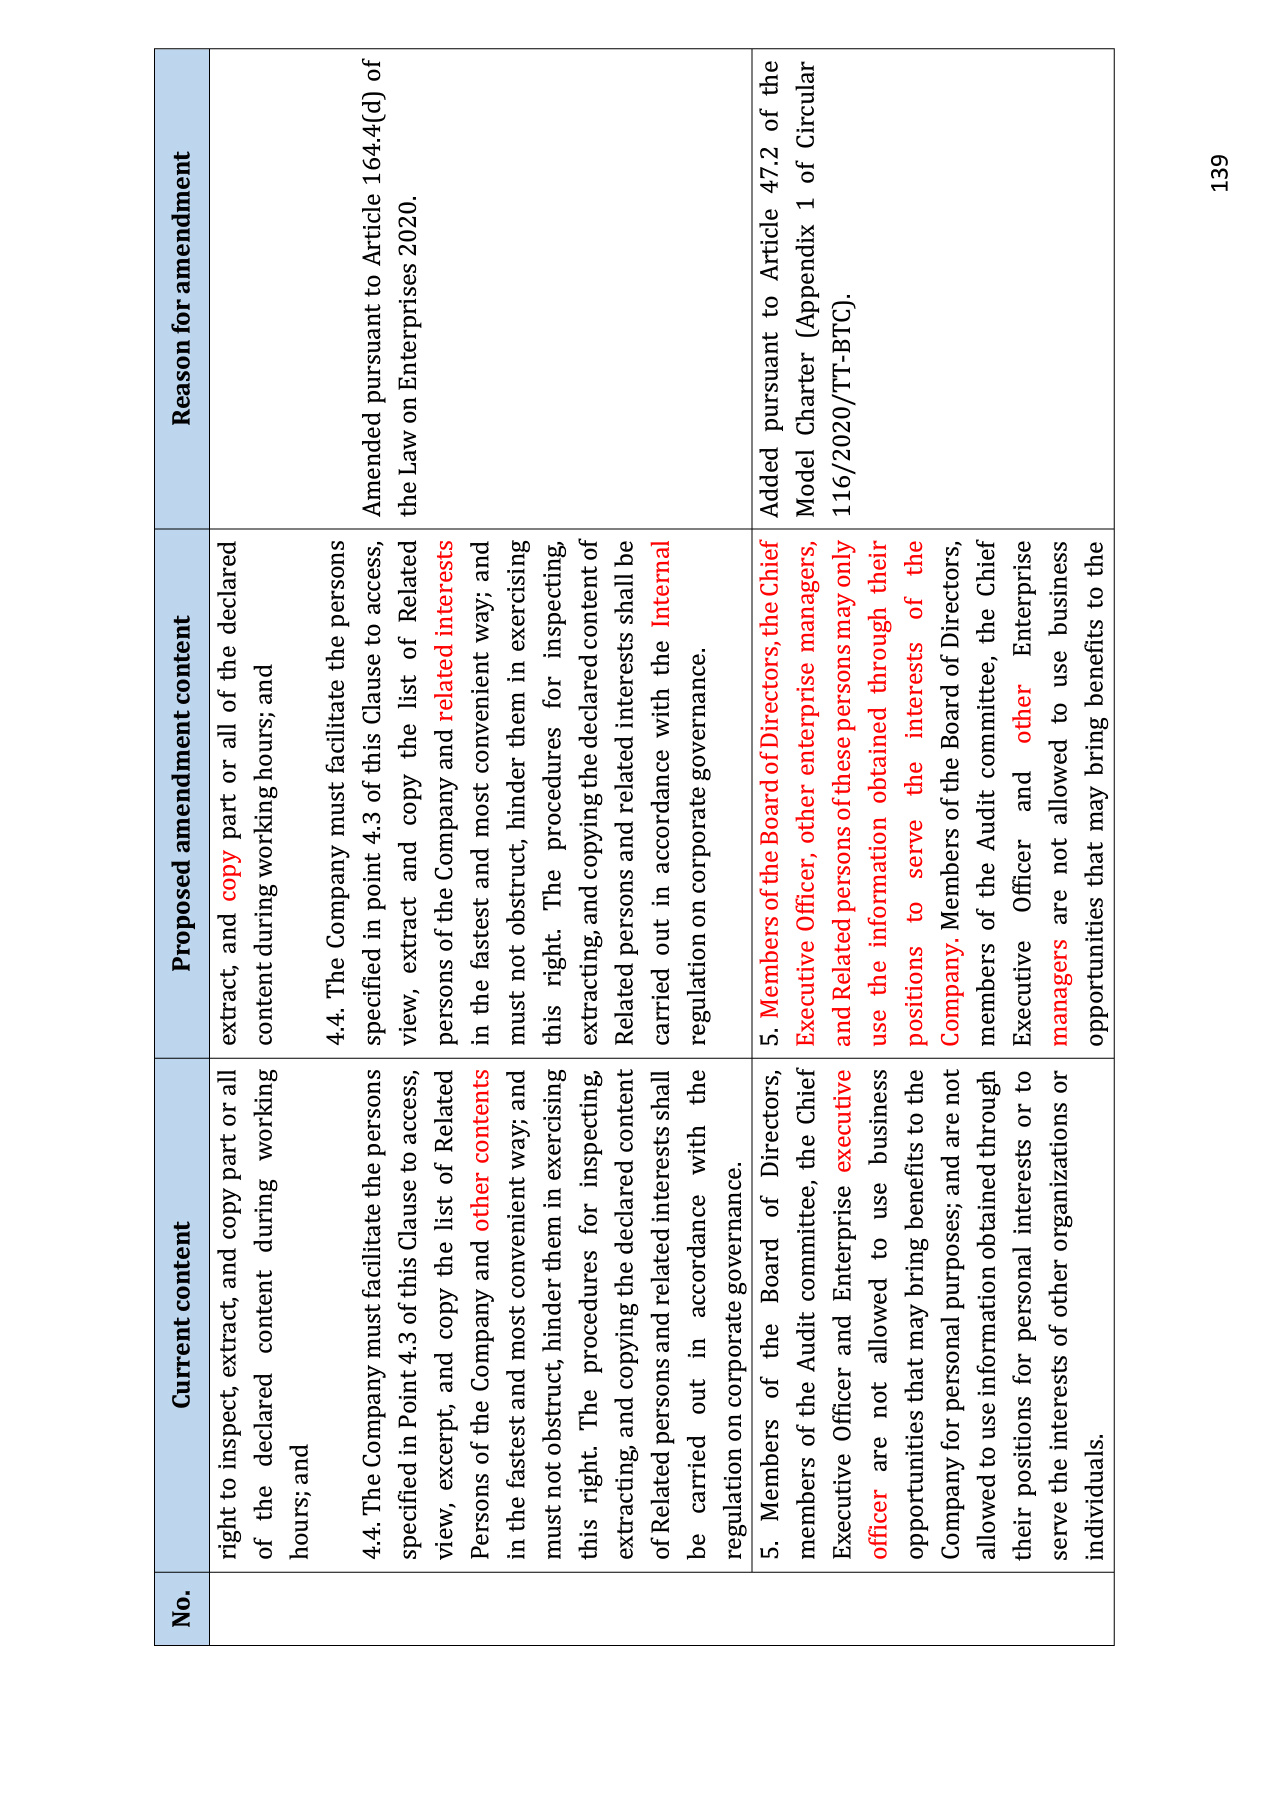 No.
Current content
Proposed amendment content
Reason for amendment
right to inspect, extract, and copy part or all
of the declared content during working
hours; and
4.4. The Company must facilitate the persons
specified in Point 4.3 of this Clause to access,
view, excerpt, and copy the list of Related
Persons of the Company and other contents
in the fastest and most convenient way; and
must not obstruct, hinder them in exercising
this right. The procedures for inspecting,
extracting, and copying the declared content
of Related persons and related interests shall
be carried out in accordance with the
regulation on corporate governance.
extract, and copy part or all of the declared
content during working hours; and
4.4. The Company must facilitate the persons
specified in point 4.3 of this Clause to access,
view, extract and copy the list of Related
persons of the Company and related interests
in the fastest and most convenient way; and
must not obstruct, hinder them in exercising
this right. The procedures for inspecting,
extracting, and copying the declared content of
Related persons and related interests shall be
carried out in accordance with the Internal
regulation on corporate governance.
Amended pursuant to Article 164.4(d) of
the Law on Enterprises 2020.
5. Members of the Board of Directors,
members of the Audit committee, the Chief
Executive Officer and Enterprise executive
officer are not allowed to use business
opportunities that may bring benefits to the
Company for personal purposes; and are not
allowed to use information obtained through
their positions for personal interests or to
serve the interests of other organizations or
individuals.
5. Members of the Board of Directors, the Chief
Executive Officer, other enterprise managers,
and Related persons of these persons may only
use the information obtained through their
positions to serve the interests of the
Company. Members of the Board of Directors,
members of the Audit committee, the Chief
Executive Officer and other Enterprise
managers are not allowed to use business
opportunities that may bring benefits to the
Added pursuant to Article 47.2 of the
Model Charter (Appendix 1 of Circular
116/2020/TT-BTC).
139